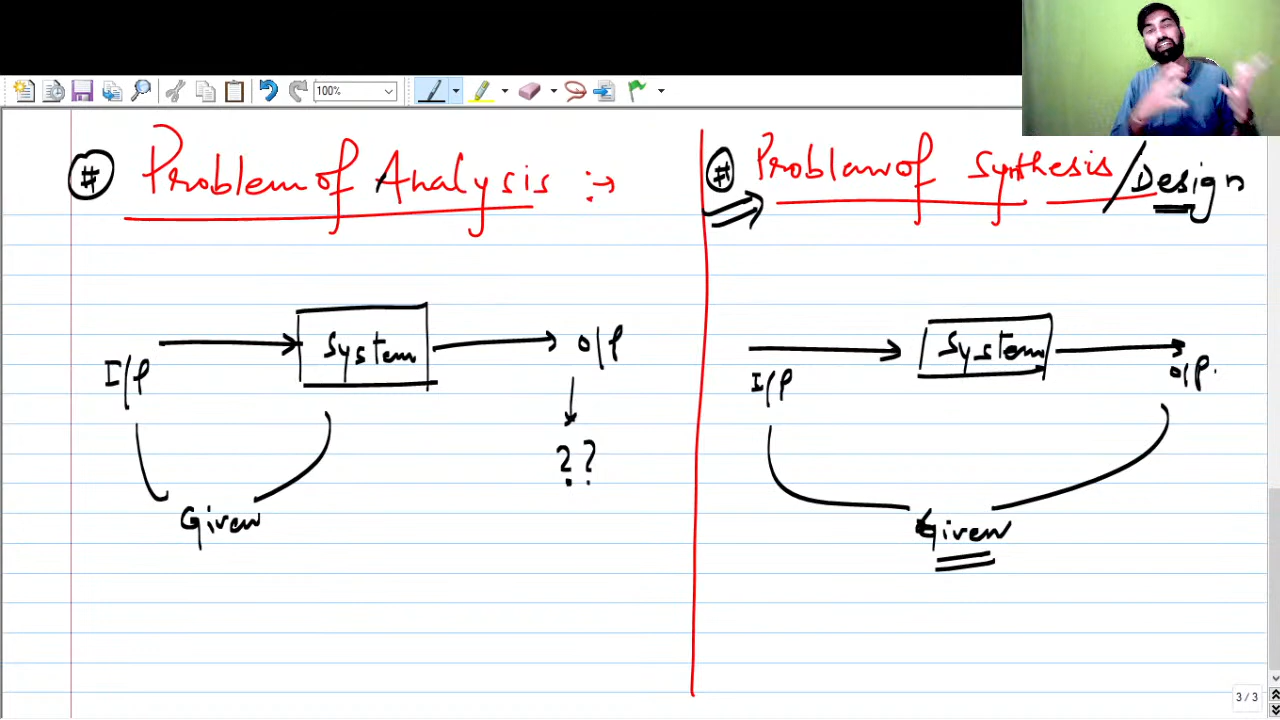 100%
# Problem of Analysis :→
I/P
System
O/P
??
Given
# Problem of Synthesis / Design
I/P
System
O/P.
Given
3 / 3